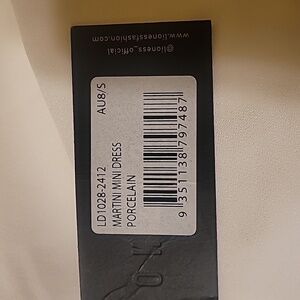 www.lionessfashion.com
@lioness_official
LD1028-2412 AU8/S
MARTINI MINI DRESS
PORCELAIN
9 351138 797487